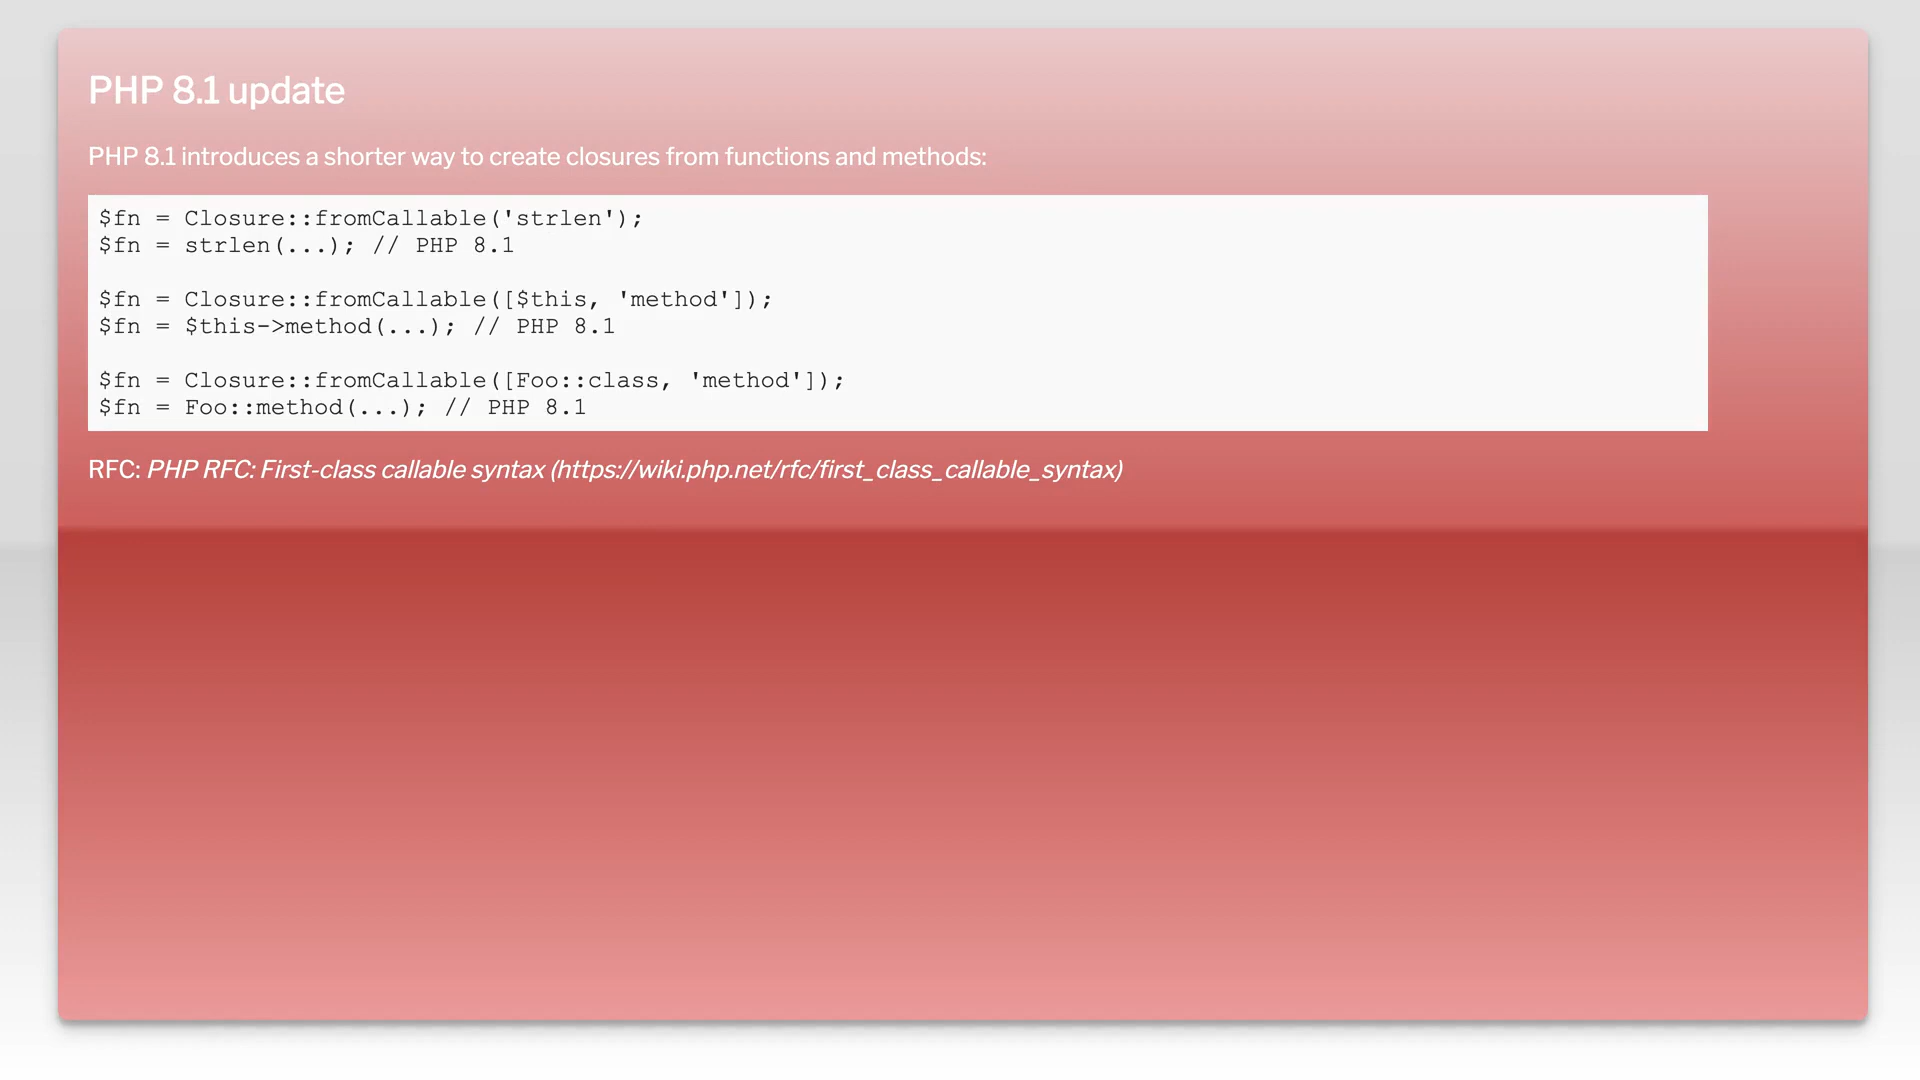 PHP 8.1 update
PHP 8.1 introduces a shorter way to create closures from functions and methods:
$fn = Closure::fromCallable('strlen');
$fn = strlen(...); // PHP 8.1
$fn = Closure::fromCallable([$this, 'method']);
$fn = $this->method(...); // PHP 8.1
$fn = Closure::fromCallable([Foo::class, 'method']);
$fn = Foo::method(...); // PHP 8.1
RFC: PHP RFC: First-class callable syntax (https://wiki.php.net/rfc/first_class_callable_syntax)